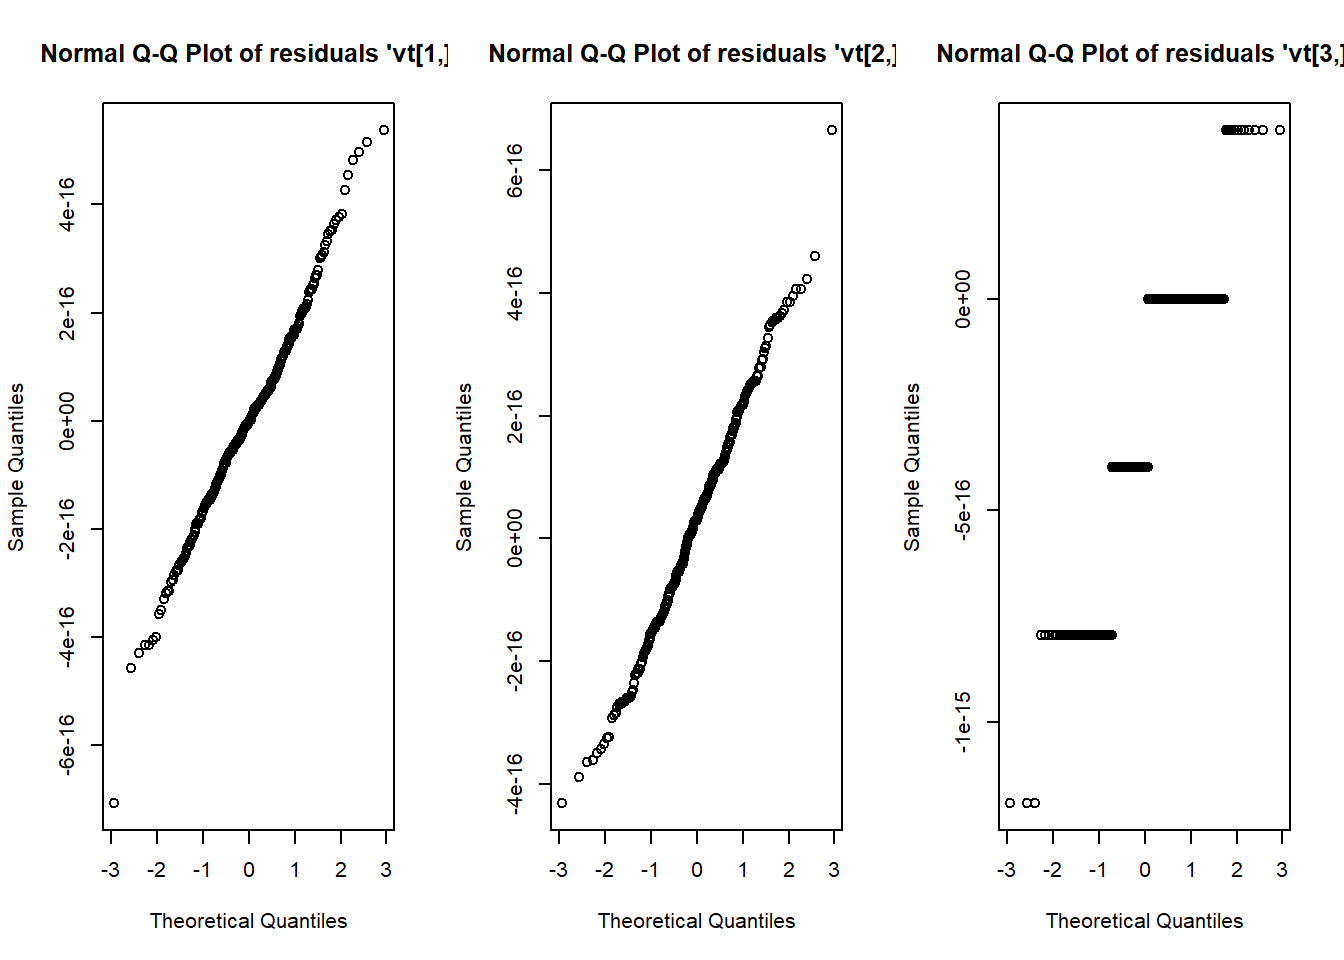 Normal Q-Q Plot of residuals 'vt[1,]
Sample Quantiles
4e-16
2e-16
0e+00
-2e-16
-4e-16
-6e-16
-3 -2 -1 0 1 2 3
Theoretical Quantiles
Normal Q-Q Plot of residuals 'vt[2,]
Sample Quantiles
6e-16
4e-16
2e-16
0e+00
-2e-16
-4e-16
-3 -2 -1 0 1 2 3
Theoretical Quantiles
Normal Q-Q Plot of residuals 'vt[3,]
Sample Quantiles
0e+00
-5e-16
-1e-15
-3 -2 -1 0 1 2 3
Theoretical Quantiles